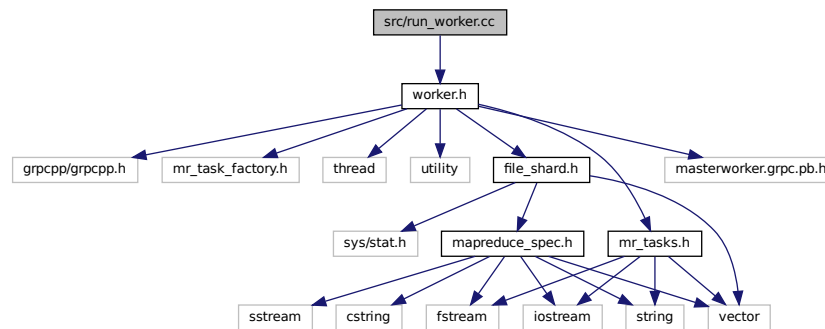 src/run_worker.cc
worker.h
grpcpp/grpcpp.h
mr_task_factory.h
thread
utility
file_shard.h
masterworker.grpc.pb.h
sys/stat.h
mapreduce_spec.h
mr_tasks.h
sstream
cstring
fstream
iostream
string
vector